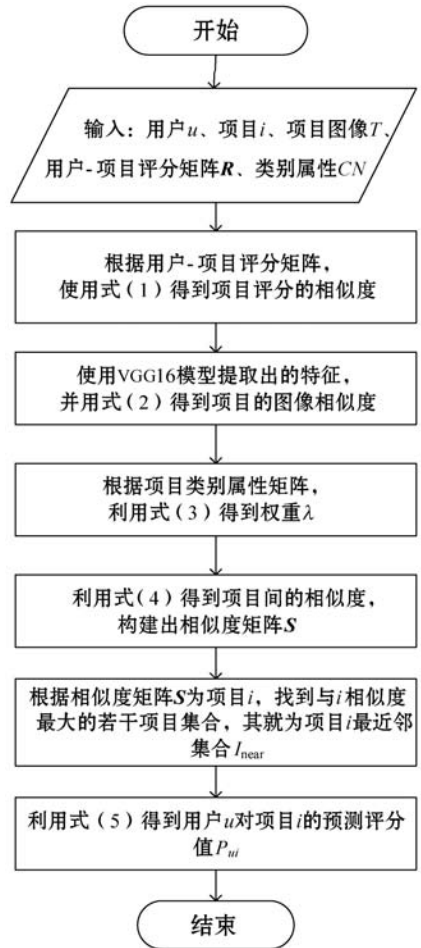 开始
输入：用户u、项目i、项目图像T、
用户-项目评分矩阵R、类别属性CN
根据用户-项目评分矩阵，
使用式（1）得到项目评分的相似度
使用VGG16模型提取出的特征，
并用式（2）得到项目的图像相似度
根据项目类别属性矩阵，
利用式（3）得到权重λ
利用式（4）得到项目间的相似度，
构建出相似度矩阵S
根据相似度矩阵S为项目i，找到与i相似度
最大的若干项目集合，其就为项目i最近邻
集合I_near
利用式（5）得到用户u对项目i的预测评分
值P_ui
结束